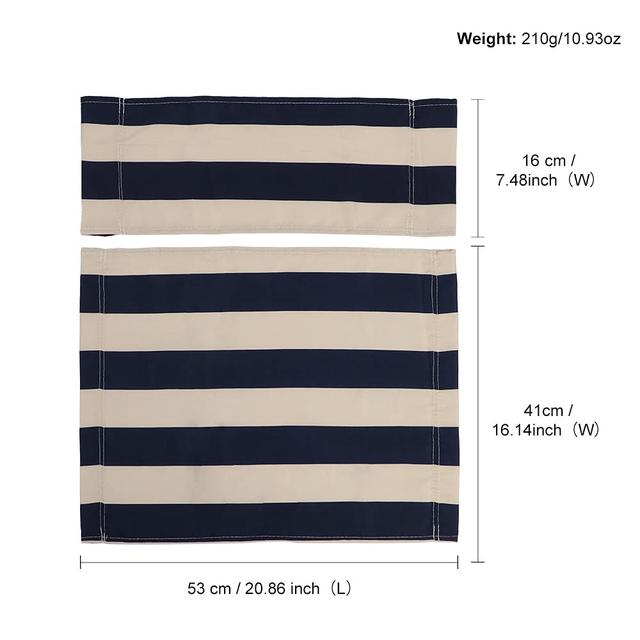 Weight: 210g/10.93oz
16 cm /
7.48inch（W）
41cm /
16.14inch（W）
53 cm / 20.86 inch（L）